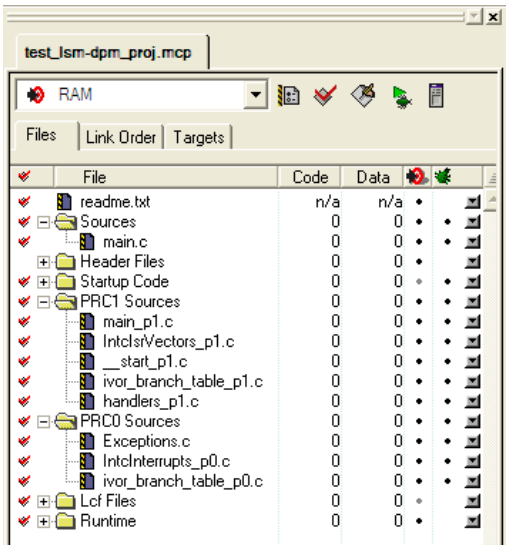 test_lsm-dpm_proj.mcp
RAM
Files Link Order Targets
File Code Data
readme.txt n/a n/a
Sources 0 0
main.c 0 0
Header Files 0 0
Startup Code 0 0
PRC1 Sources 0 0
main_p1.c 0 0
IntcIsrVectors_p1.c 0 0
__start_p1.c 0 0
ivor_branch_table_p1.c 0 0
handlers_p1.c 0 0
PRC0 Sources 0 0
Exceptions.c 0 0
IntcInterrupts_p0.c 0 0
ivor_branch_table_p0.c 0 0
Lcf Files 0 0
Runtime 0 0